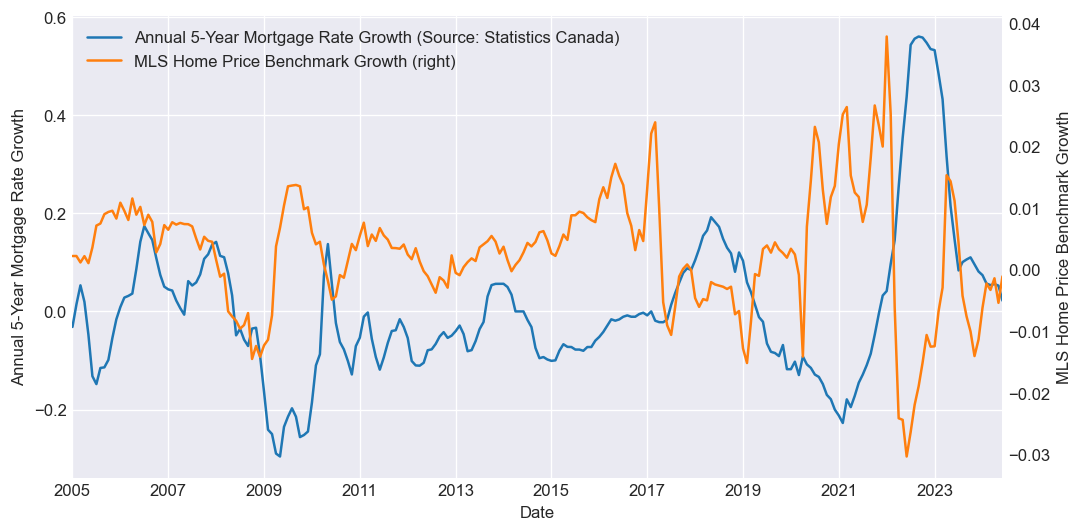 Annual 5-Year Mortgage Rate Growth (Source: Statistics Canada)
MLS Home Price Benchmark Growth (right)
0.6
0.4
0.2
0.0
−0.2
Annual 5-Year Mortgage Rate Growth
0.04
0.03
0.02
0.01
0.00
−0.01
−0.02
−0.03
MLS Home Price Benchmark Growth
2005 2007 2009 2011 2013 2015 2017 2019 2021 2023
Date